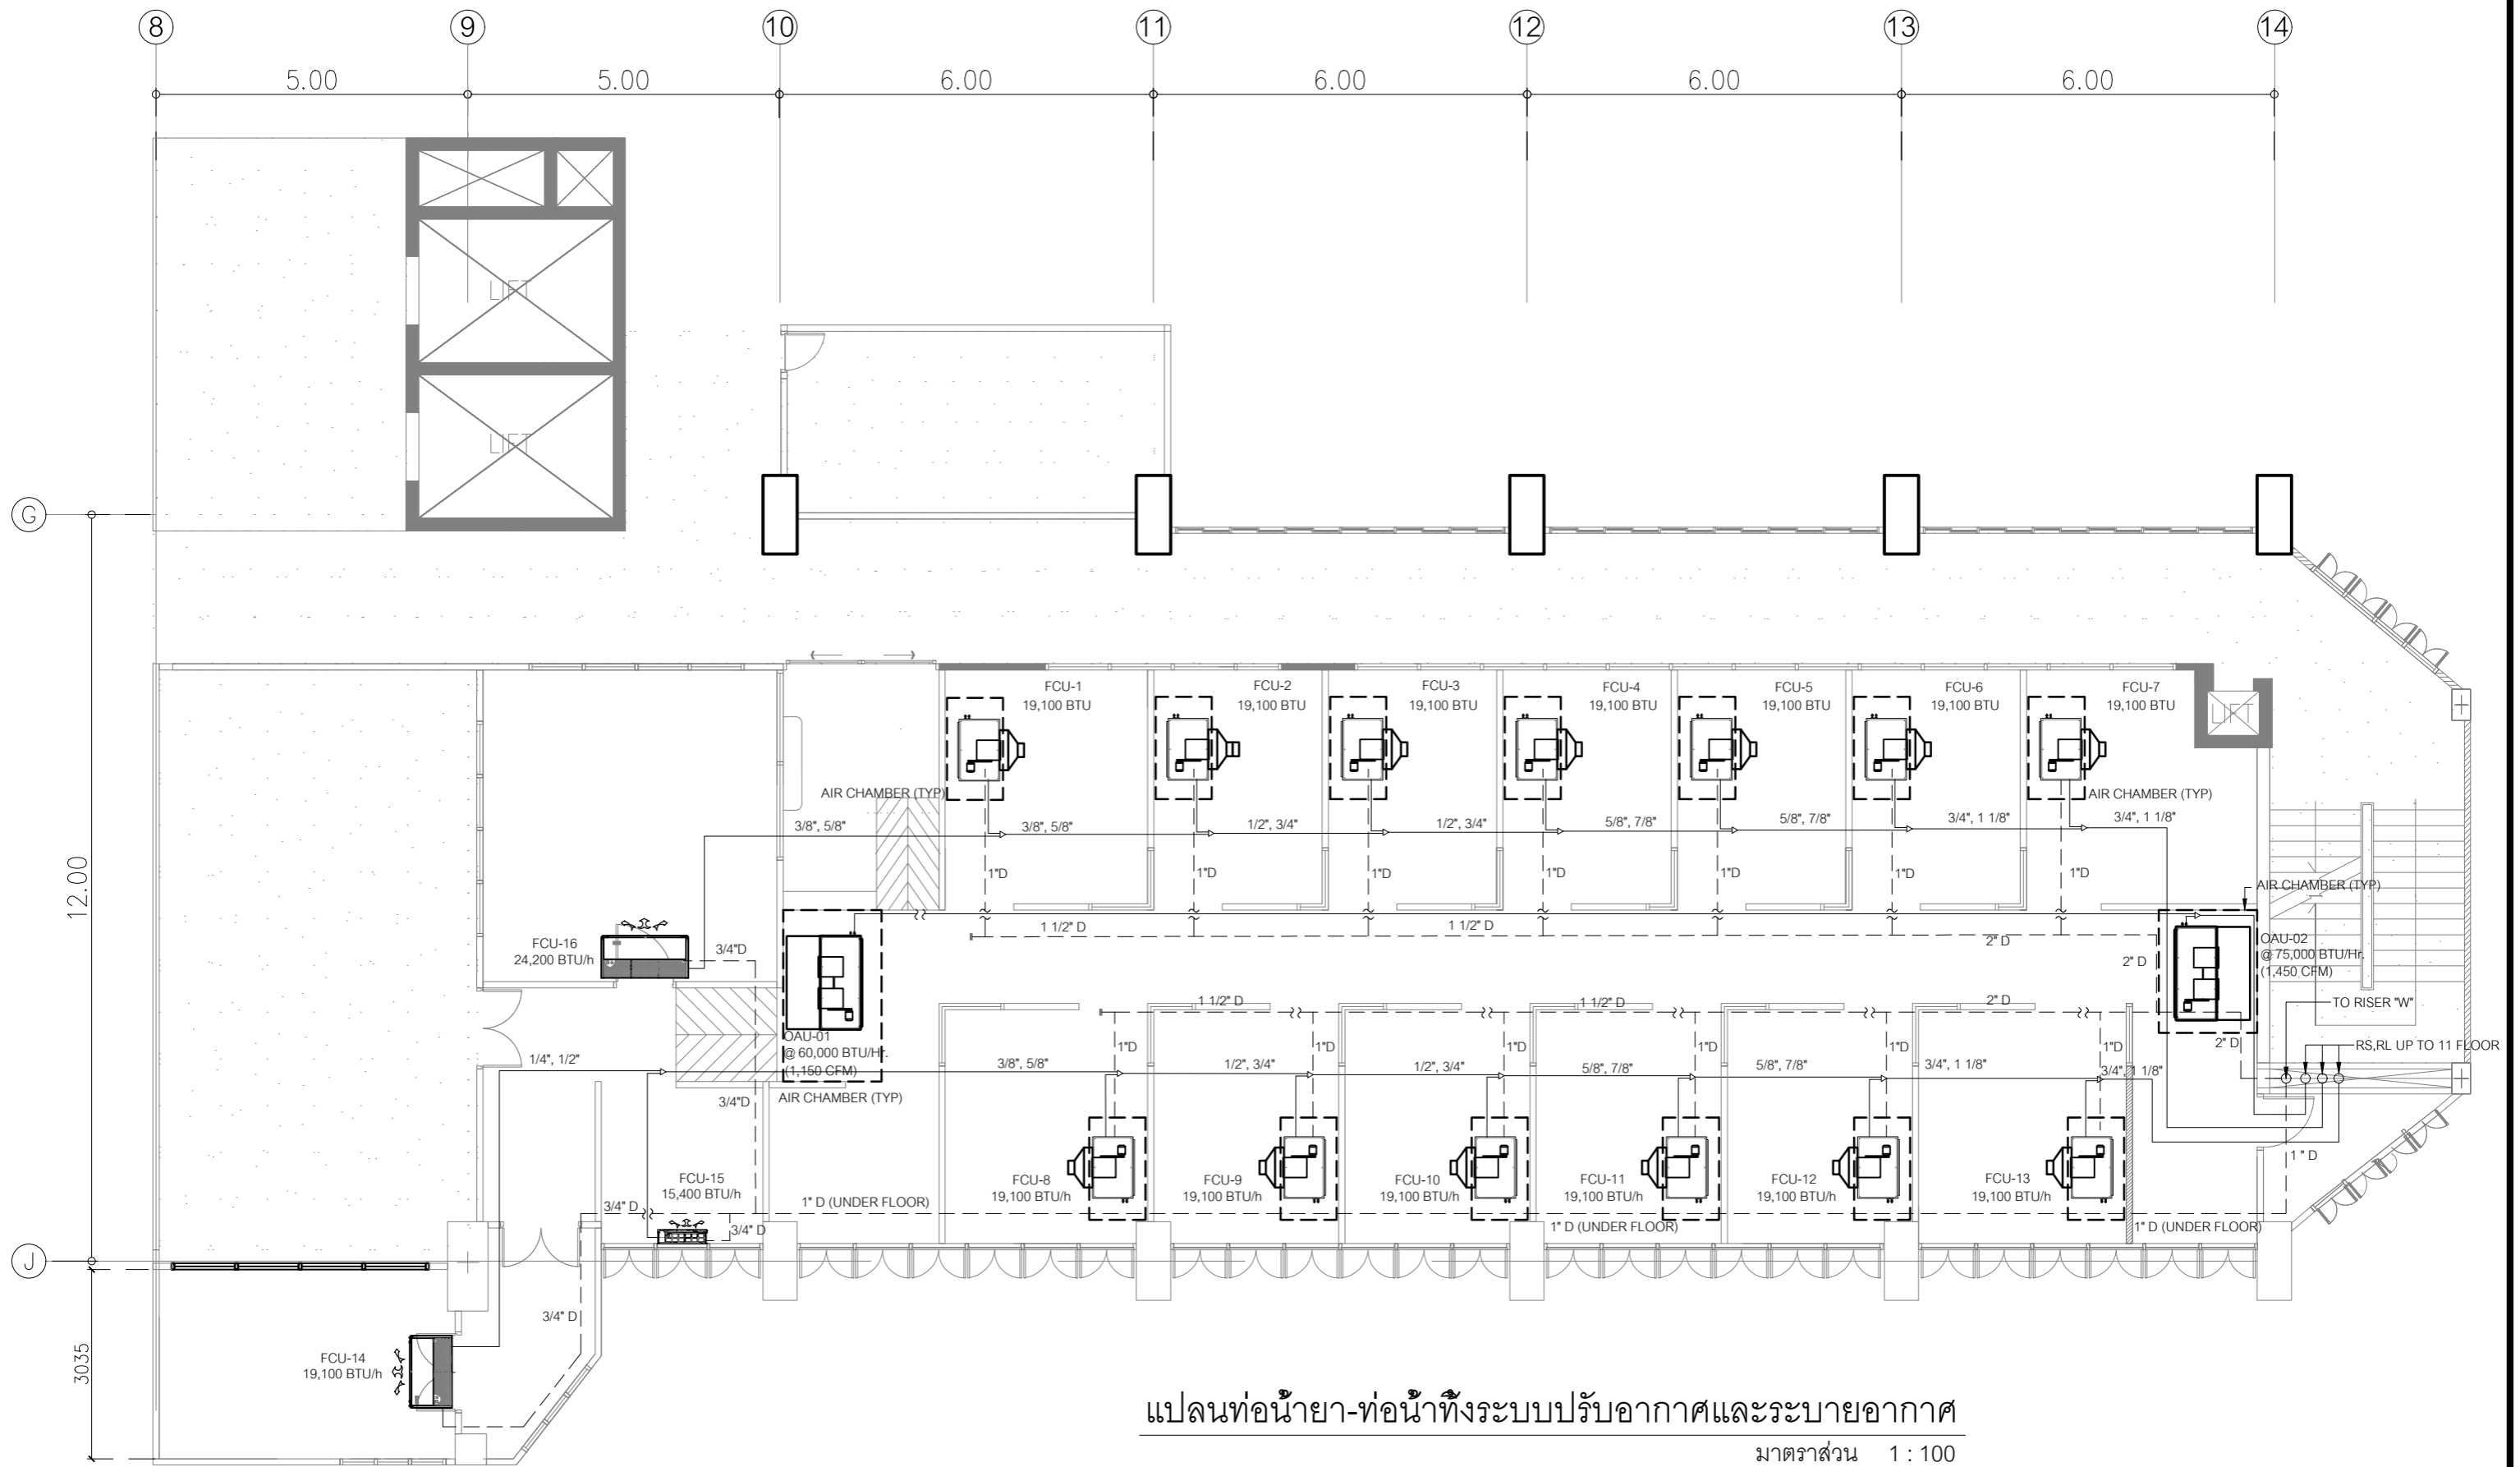 8 9 10 11 12 13 14
5.00 5.00 6.00 6.00 6.00 6.00
LIFT
LIFT
G
FCU-1
19,100 BTU
FCU-2
19,100 BTU
FCU-3
19,100 BTU
FCU-4
19,100 BTU
FCU-5
19,100 BTU
FCU-6
19,100 BTU
FCU-7
19,100 BTU
LIFT
AIR CHAMBER (TYP)
AIR CHAMBER (TYP)
3/8", 5/8" 3/8", 5/8" 1/2", 3/4" 1/2", 3/4" 5/8", 7/8" 5/8", 7/8" 3/4", 1 1/8" 3/4", 1 1/8"
1"D 1"D 1"D 1"D 1"D 1"D 1"D
12.00
AIR CHAMBER (TYP)
1 1/2" D 1 1/2" D 2" D
FCU-16
24,200 BTU/h
3/4"D
2" D
OAU-02
@ 75,000 BTU/Hr.
(1,450 CFM)
1 1/2" D 1 1/2" D 2" D
TO RISER "W"
OAU-01
@ 60,000 BTU/Hr.
(1,150 CFM)
AIR CHAMBER (TYP)
1"D 1"D 1"D 1"D 1"D 1"D
2" D
RS,RL UP TO 11 FLOOR
1/4", 1/2" 3/8", 5/8" 1/2", 3/4" 1/2", 3/4" 5/8", 7/8" 5/8", 7/8" 3/4", 1 1/8" 3/4", 1 1/8"
3/4"D
1" D
FCU-15
15,400 BTU/h
FCU-8
19,100 BTU/h
FCU-9
19,100 BTU/h
FCU-10
19,100 BTU/h
FCU-11
19,100 BTU/h
FCU-12
19,100 BTU/h
FCU-13
19,100 BTU/h
3/4" D
1" D (UNDER FLOOR)
3/4" D
1" D (UNDER FLOOR)
1" D (UNDER FLOOR)
J
3/4" D
3035
FCU-14
19,100 BTU/h
แปลนท่อน้ำยา-ท่อน้ำทิ้งระบบปรับอากาศและระบายอากาศ
มาตราส่วน 1 : 100